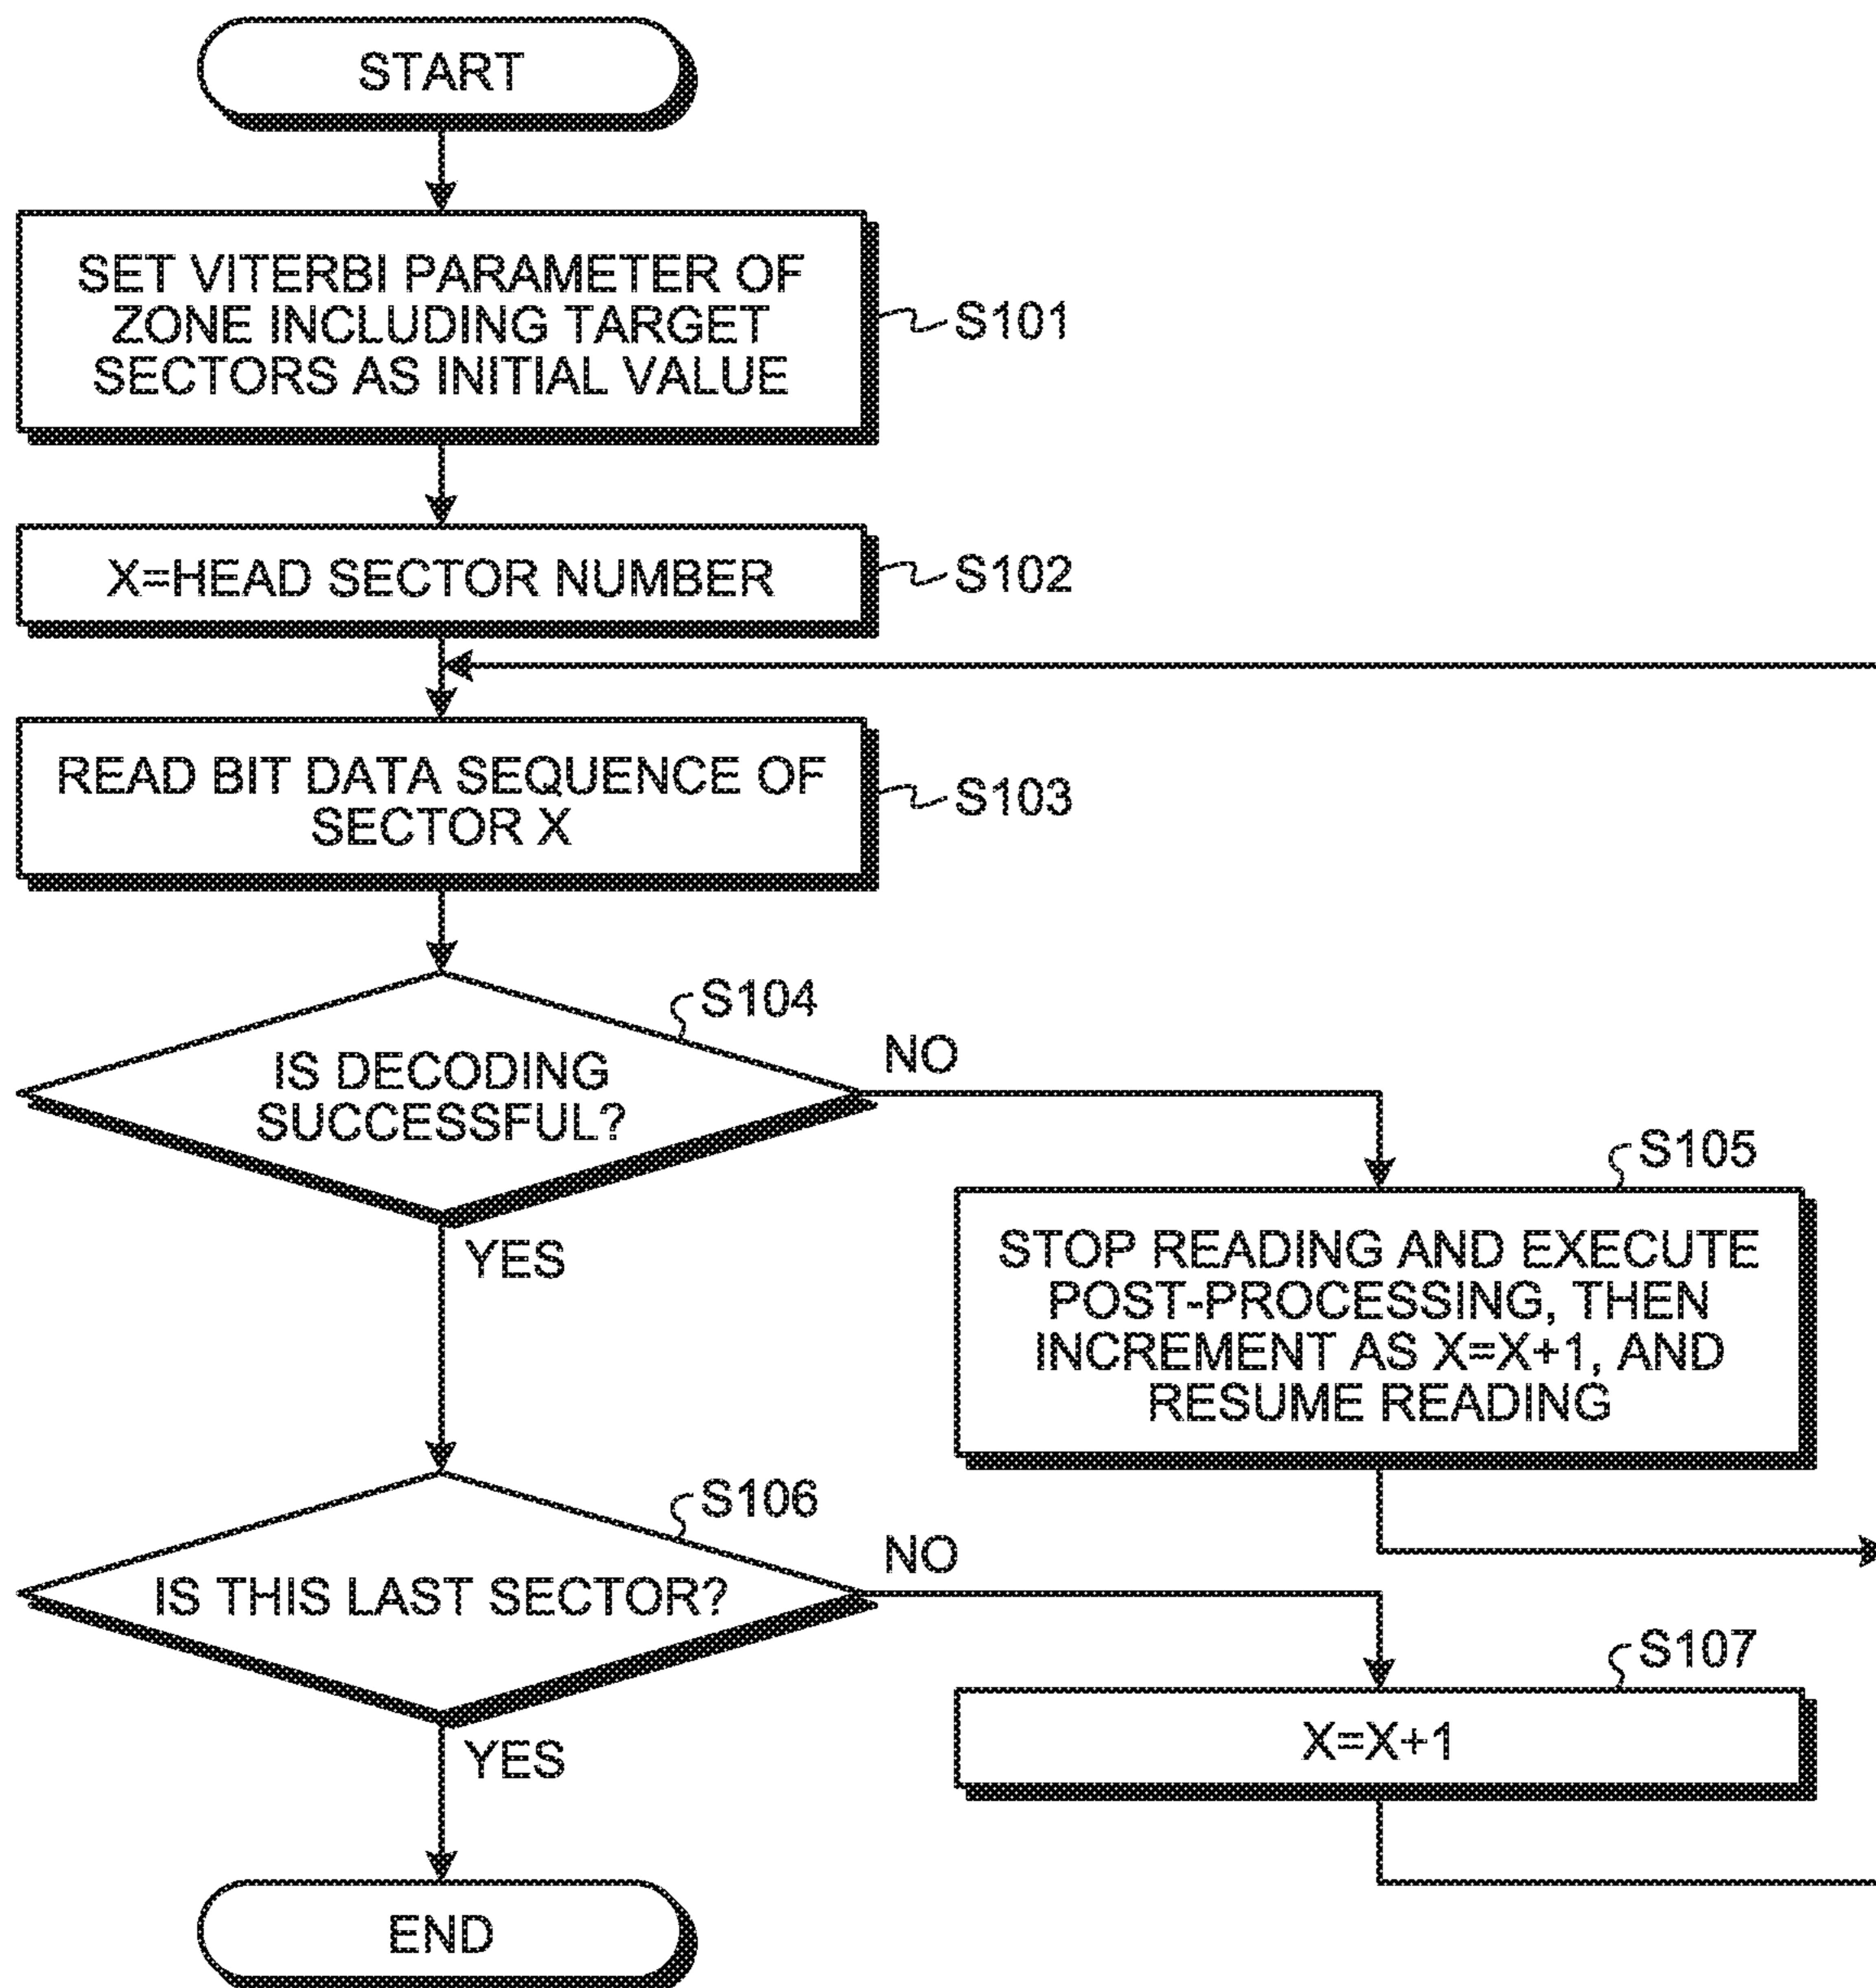 START
SET VITERBI PARAMETER OF
ZONE INCLUDING TARGET
SECTORS AS INITIAL VALUE
S101
X=HEAD SECTOR NUMBER
S102
READ BIT DATA SEQUENCE OF
SECTOR X
S103
S104
IS DECODING
SUCCESSFUL?
NO
YES
S105
STOP READING AND EXECUTE
POST-PROCESSING, THEN
INCREMENT AS X=X+1, AND
RESUME READING
S106
IS THIS LAST SECTOR?
NO
YES
S107
X=X+1
END